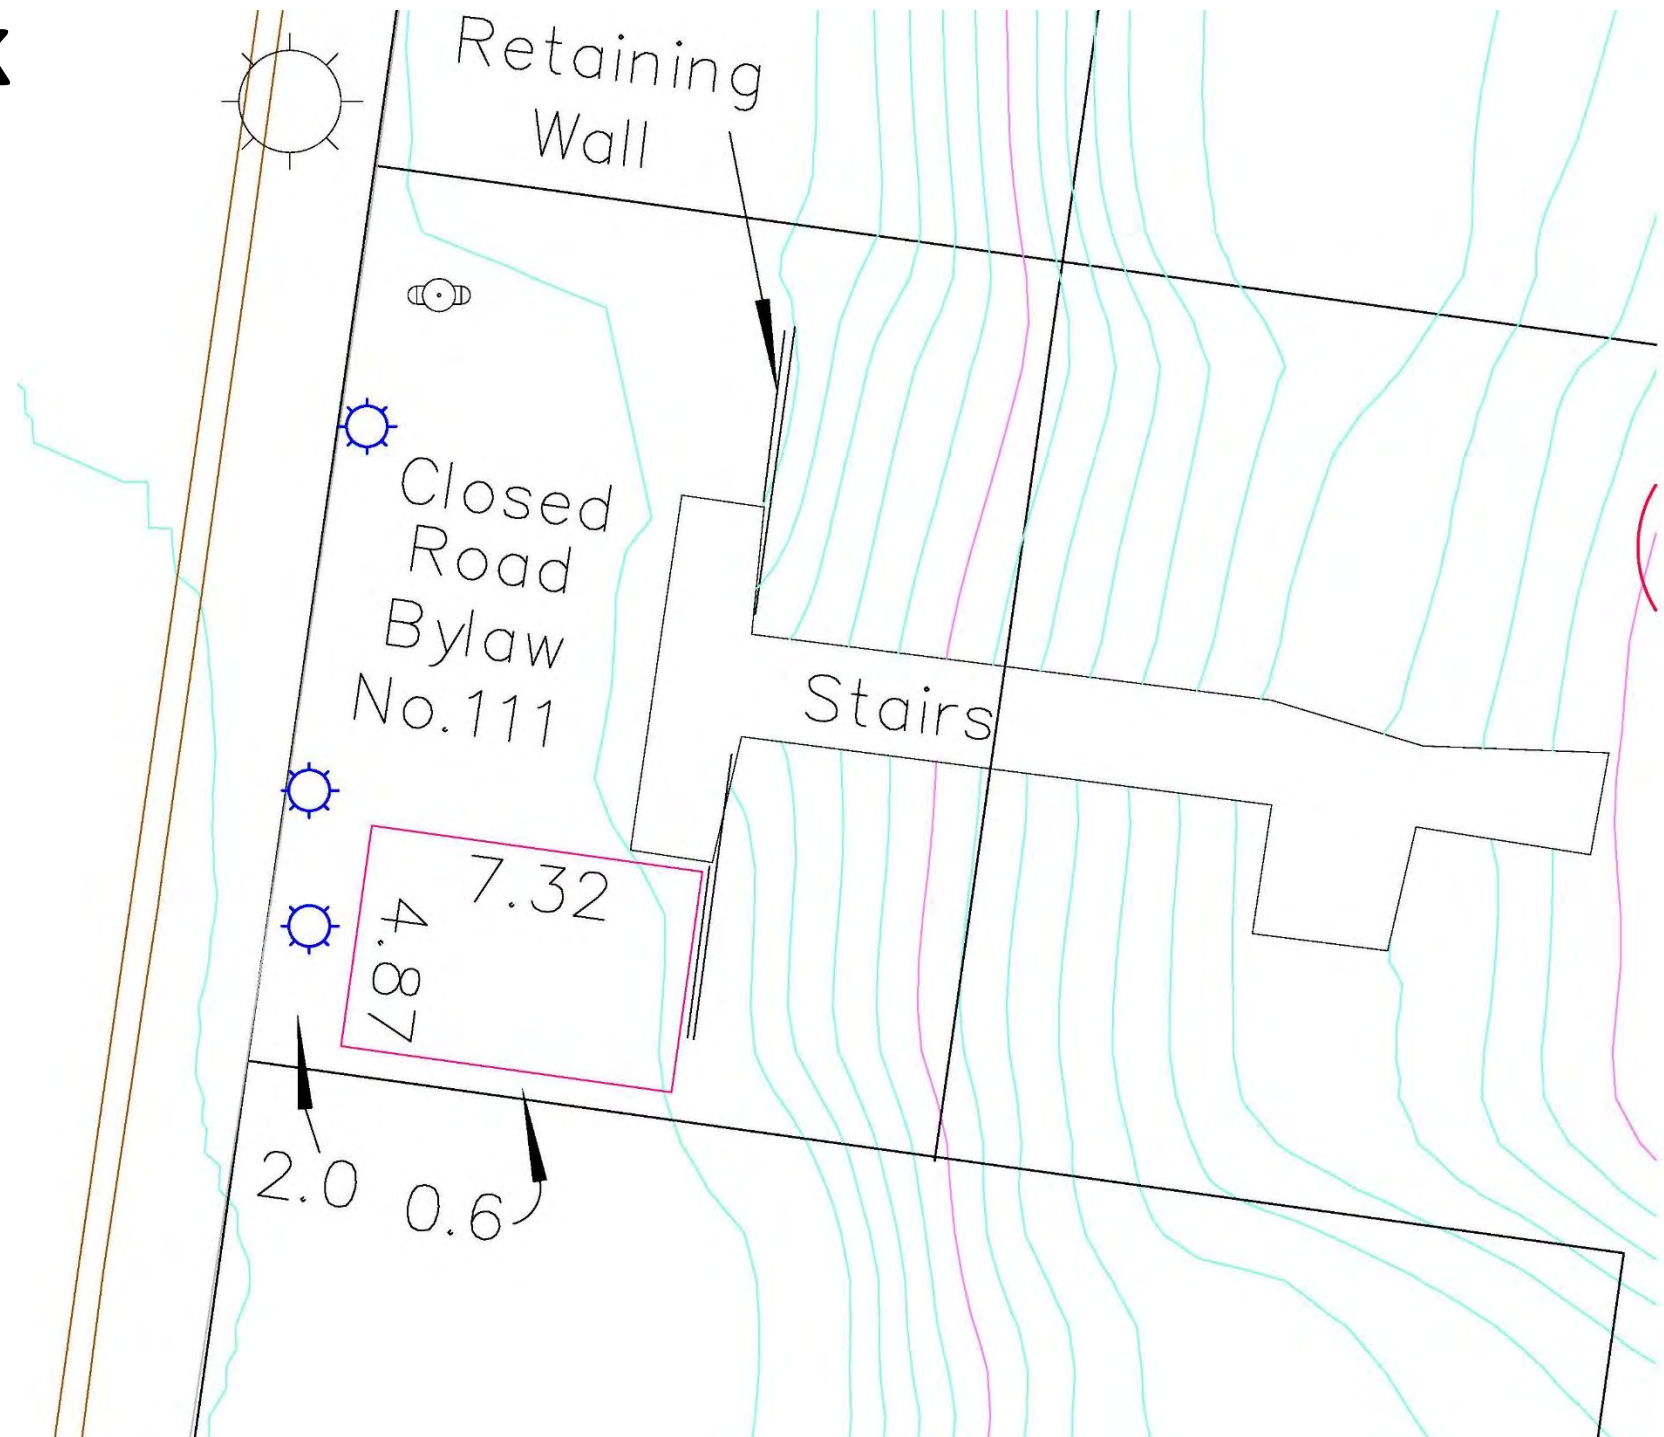 Retaining
Wall
Closed
Road
Bylaw
No.111
Stairs
7.32
4.87
2.0
0.6